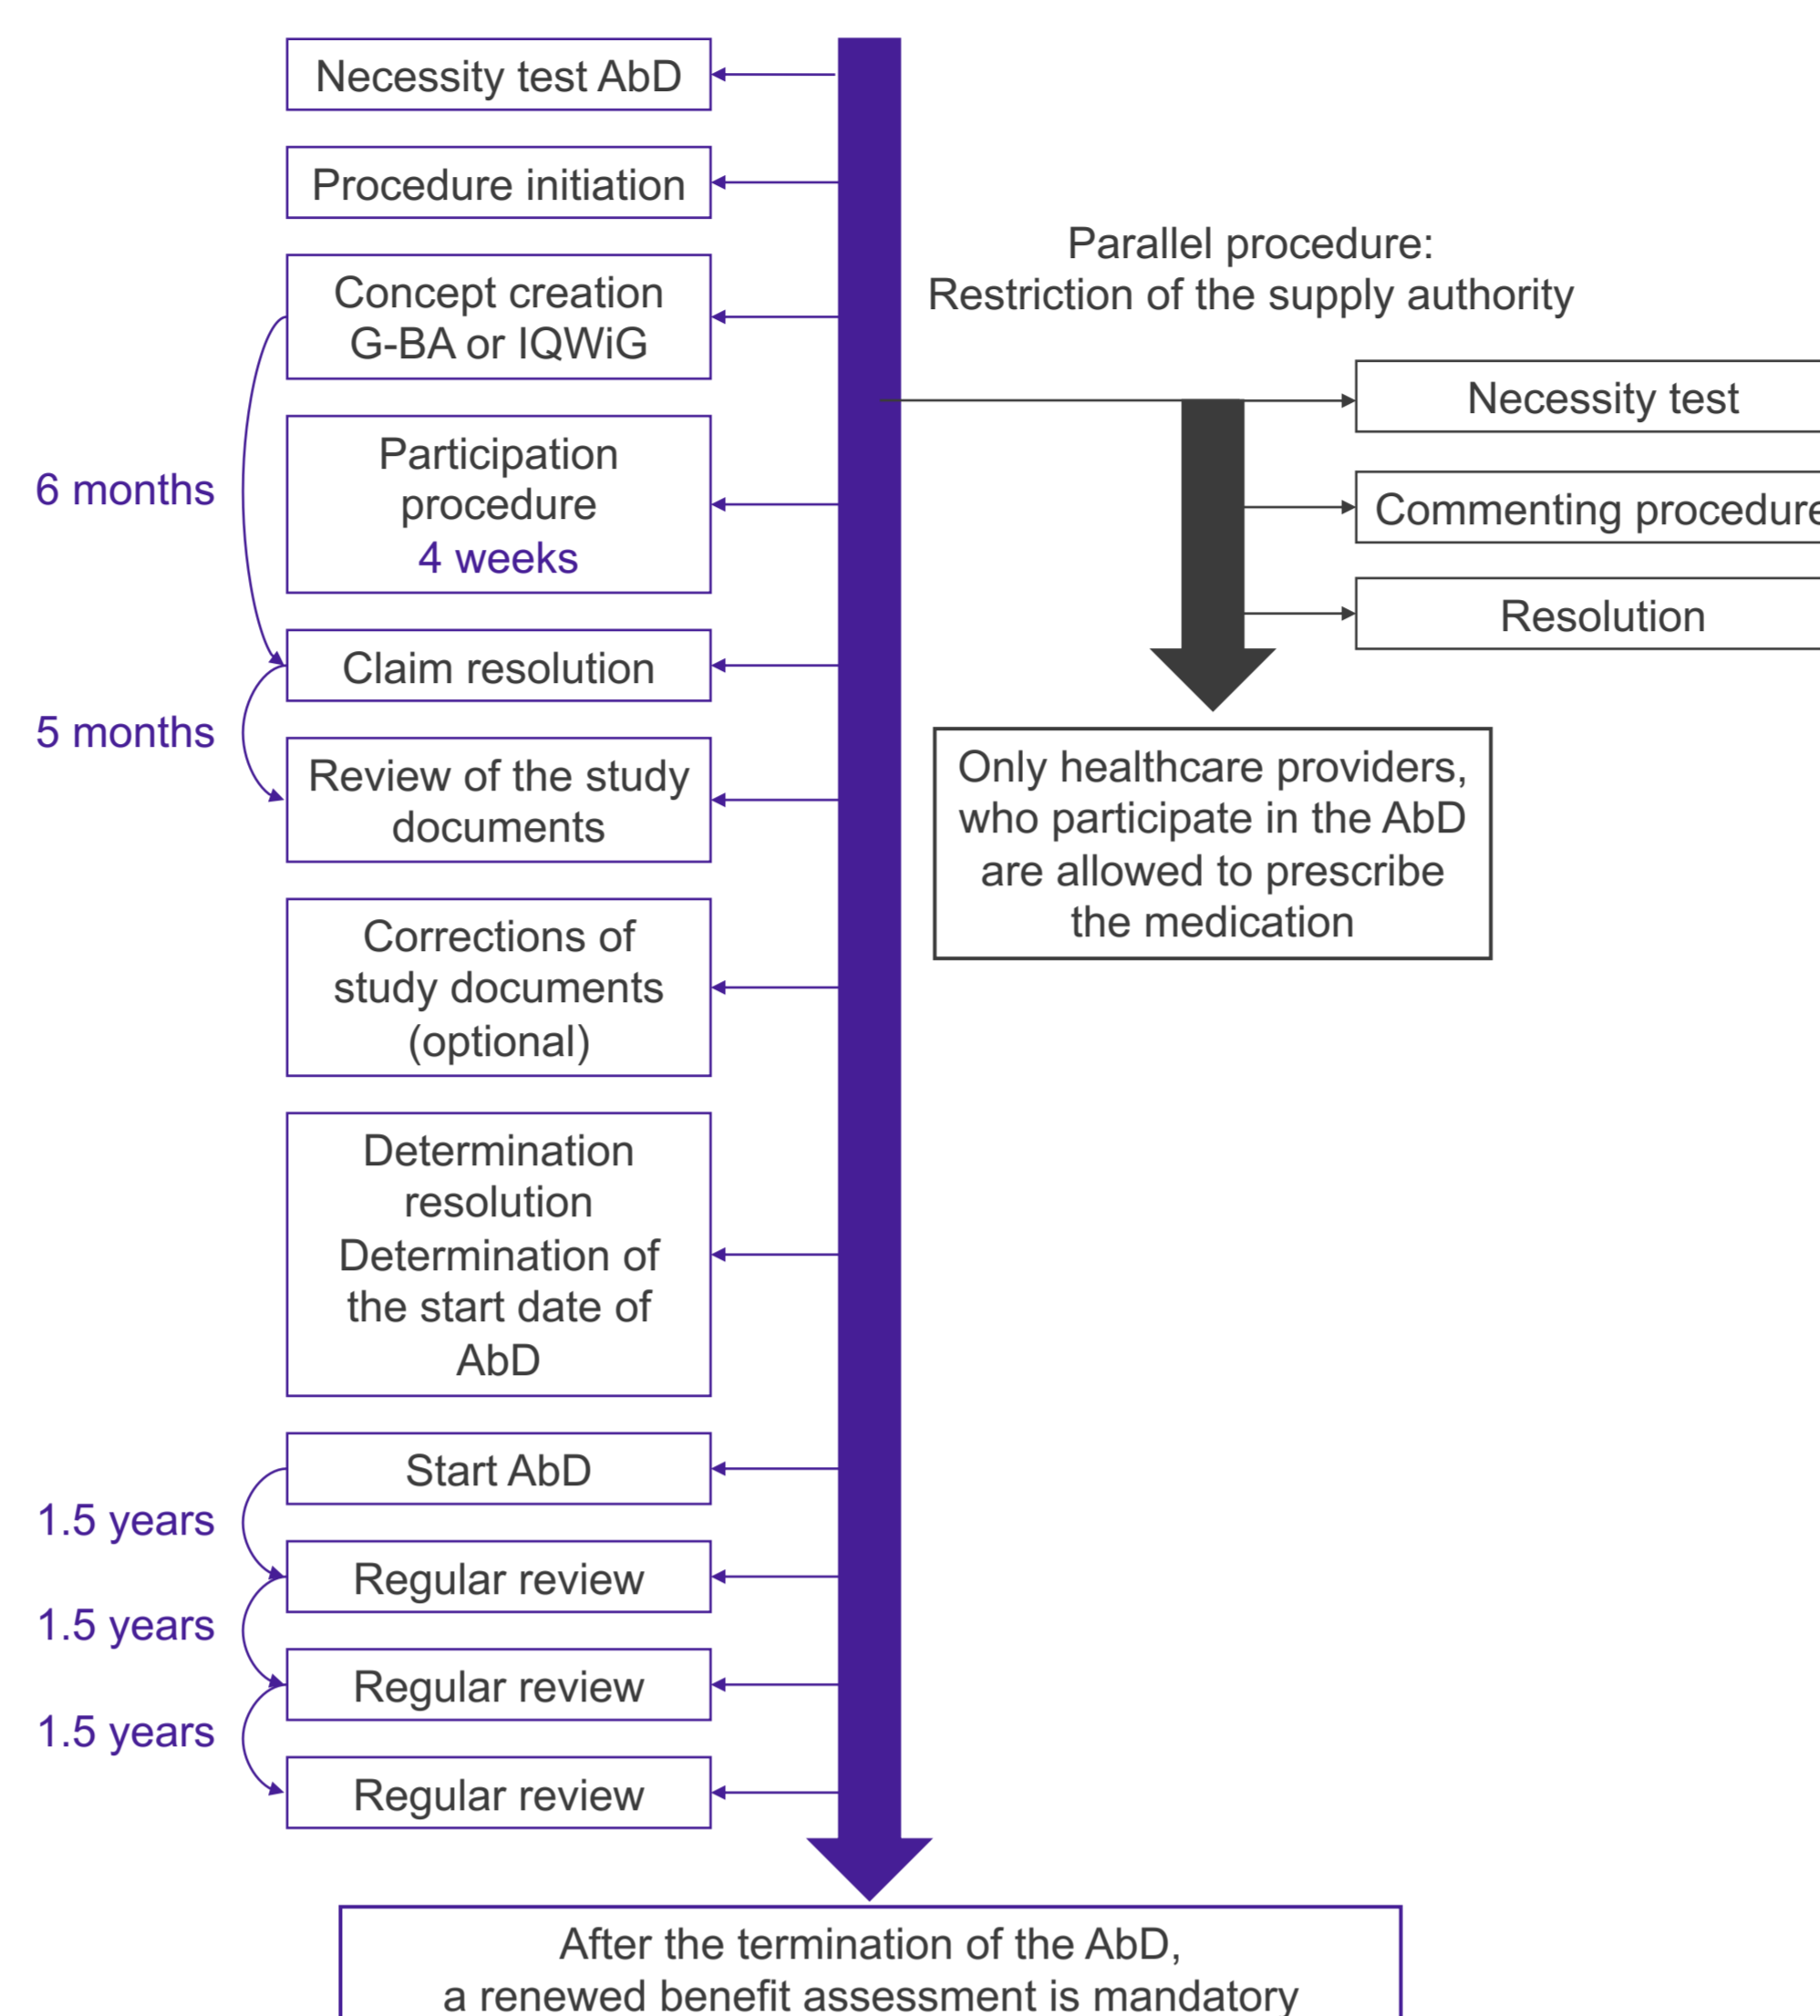 Necessity test AbD
Procedure initiation
Concept creation
G-BA or IQWiG
Participation
procedure
4 weeks
6 months
Claim resolution
5 months
Review of the study
documents
Corrections of
study documents
(optional)
Determination
resolution
Determination of
the start date of
AbD
Start AbD
1.5 years
Regular review
1.5 years
Regular review
1.5 years
Regular review
Parallel procedure:
Restriction of the supply authority
Necessity test
Commenting procedure
Resolution
Only healthcare providers,
who participate in the AbD
are allowed to prescribe
the medication
After the termination of the AbD,
a renewed benefit assessment is mandatory